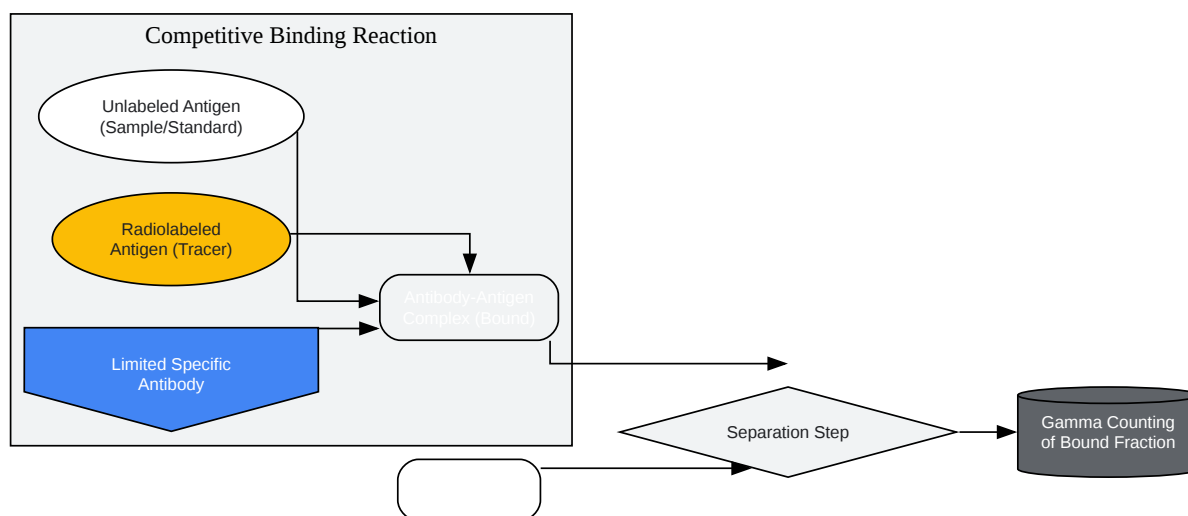 Competitive Binding Reaction
Unlabeled Antigen
(Sample/Standard)
Radiolabeled
Antigen (Tracer)
Antibody-Antigen
Complex (Bound)
Limited Specific
Antibody
Separation Step
Gamma Counting
of Bound Fraction